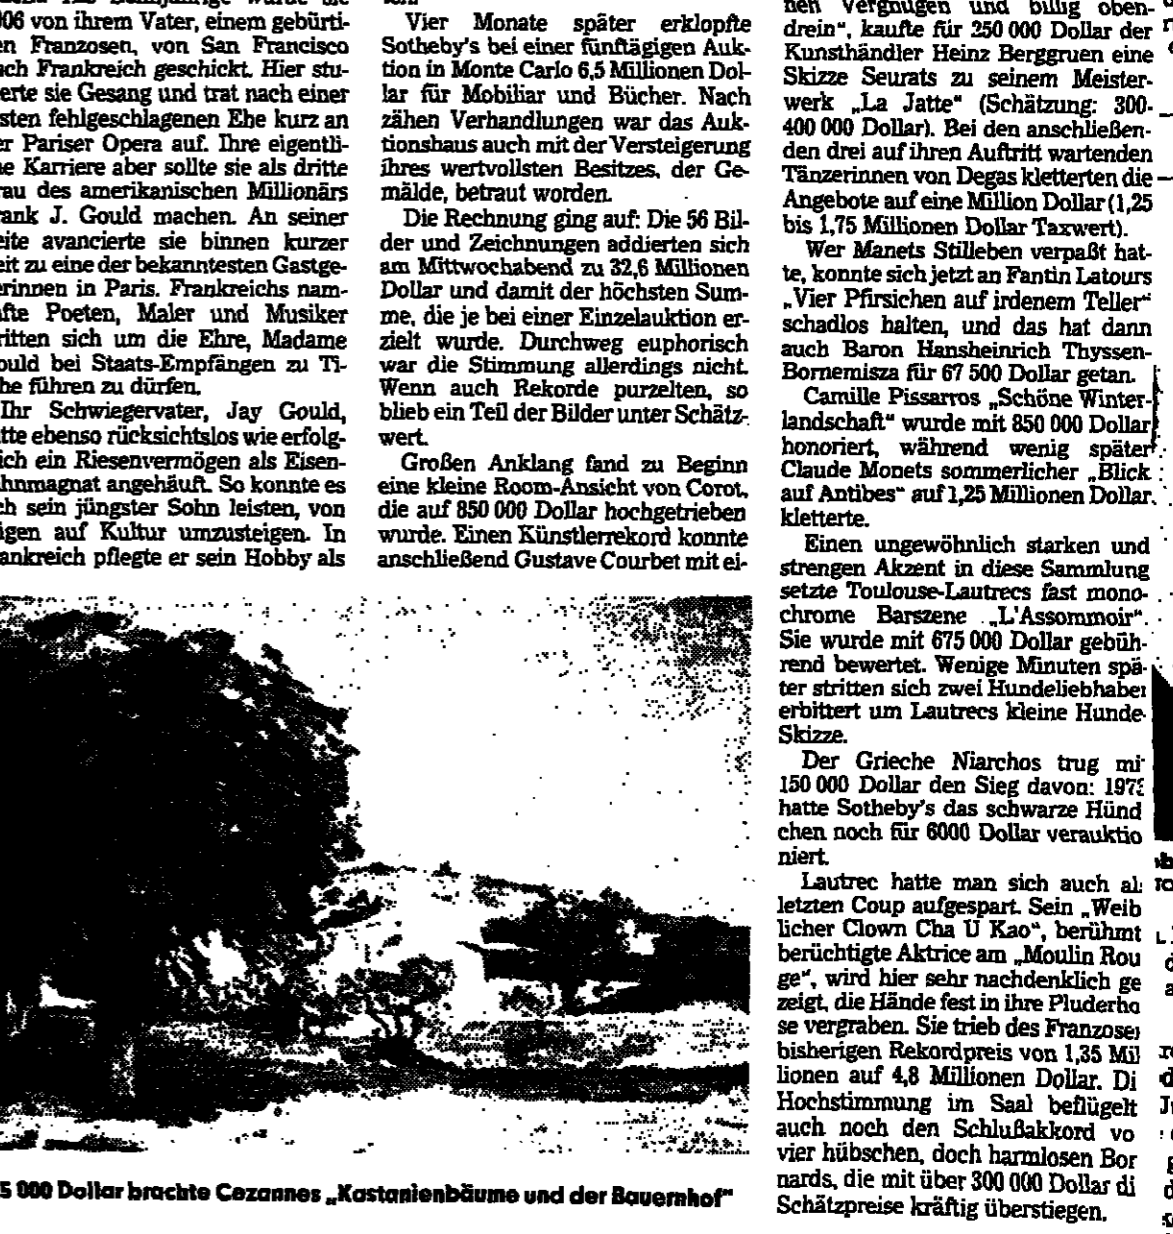 06 von ihrem Vater, einem gebürti-
en Franzosen, von San Francisco
ach Frankreich geschickt. Hier stu-
erte sie Gesang und trat nach einer
sten fehlgeschlagenen Ehe kurz an
er Pariser Opera auf. Ihre eigentli-
he Karriere aber sollte sie als dritte
rau des amerikanischen Millionärs
rank J. Gould machen. An seiner
eite avancierte sie binnen kurzer
eit zu eine der bekanntesten Gastge-
erinnen in Paris. Frankreichs nam-
afte Poeten, Maler und Musiker
ritten sich um die Ehre, Madame
ould bei Staats-Empfängen zu Ti-
che führen zu dürfen.
Ihr Schwiegervater, Jay Gould,
tte ebenso rücksichtslos wie erfolg-
ich ein Riesenvermögen als Eisen-
hnmagnat angehäuft. So konnte es
ch sein jüngster Sohn leisten, von
igen auf Kultur umzusteigen. In
ankreich pflegte er sein Hobby als
Vier Monate später erklopfte
Sotheby's bei einer fünftägigen Auk-
tion in Monte Carlo 6,5 Millionen Dol-
lar für Mobiliar und Bücher. Nach
zähen Verhandlungen war das Auk-
tionshaus auch mit der Versteigerung
ihres wertvollsten Besitzes, der Ge-
mälde, betraut worden.
Die Rechnung ging auf: Die 56 Bil-
der und Zeichnungen addierten sich
am Mittwochabend zu 32,6 Millionen
Dollar und damit der höchsten Sum-
me, die je bei einer Einzelauktion er-
zielt wurde. Durchweg euphorisch
war die Stimmung allerdings nicht.
Wenn auch Rekorde purzelten, so
blieb ein Teil der Bilder unter Schätz-
wert.
Großen Anklang fand zu Beginn
eine kleine Room-Ansicht von Corot,
die auf 850 000 Dollar hochgetrieben
wurde. Einen Künstlerrekord konnte
anschließend Gustave Courbet mit ei-
nen Vergnügen und billig oben-
drein“, kaufte für 250 000 Dollar der
Kunsthändler Heinz Berggruen eine
Skizze Seurats zu seinem Meister-
werk „La Jatte“ (Schätzung: 300-
400 000 Dollar). Bei den anschließen-
den drei auf ihren Auftritt wartenden
Tänzerinnen von Degas kletterten die
Angebote auf eine Million Dollar (1,25
bis 1,75 Millionen Dollar Taxwert).
Wer Manets Stilleben verpaßt hat-
te, konnte sich jetzt an Fantin Latours
„Vier Pfirsichen auf irdenem Teller“
schadlos halten, und das hat dann
auch Baron Hansheinrich Thyssen-
Bornemisza für 67 500 Dollar getan.
Camille Pissarros „Schöne Winter-
landschaft“ wurde mit 850 000 Dollar
honoriert, während wenig später
Claude Monets sommerlicher „Blick
auf Antibes“ auf 1,25 Millionen Dollar
kletterte.
Einen ungewöhnlich starken und
strengen Akzent in diese Sammlung
setzte Toulouse-Lautrecs fast mono-
chrome Barszene „L'Assommoir“.
Sie wurde mit 675 000 Dollar gebüh-
rend bewertet. Wenige Minuten spä-
ter stritten sich zwei Hundeliebhaber
erbittert um Lautrecs kleine Hunde-
Skizze.
Der Grieche Niarchos trug mi
150 000 Dollar den Sieg davon: 197
hatte Sotheby's das schwarze Hünd
chen noch für 6000 Dollar verauktio
niert.
Lautrec hatte man sich auch al
letzten Coup aufgespart. Sein „Weib
licher Clown Cha U Kao“, berühmt
berüchtigte Aktrice am „Moulin Rou
ge“, wird hier sehr nachdenklich ge
zeigt, die Hände fest in ihre Pluderho
se vergraben. Sie trieb des Franzosen
bisherigen Rekordpreis von 1,35 Mil
lionen auf 4,8 Millionen Dollar. Di
Hochstimmung im Saal beflügelt
auch noch den Schlußakkord vo
vier hübschen, doch harmlosen Bor
nards, die mit über 300 000 Dollar di
Schätzpreise kräftig überstiegen.
5 000 Dollar brachte Cezannes „Kastanienbäume und der Bauernhof“